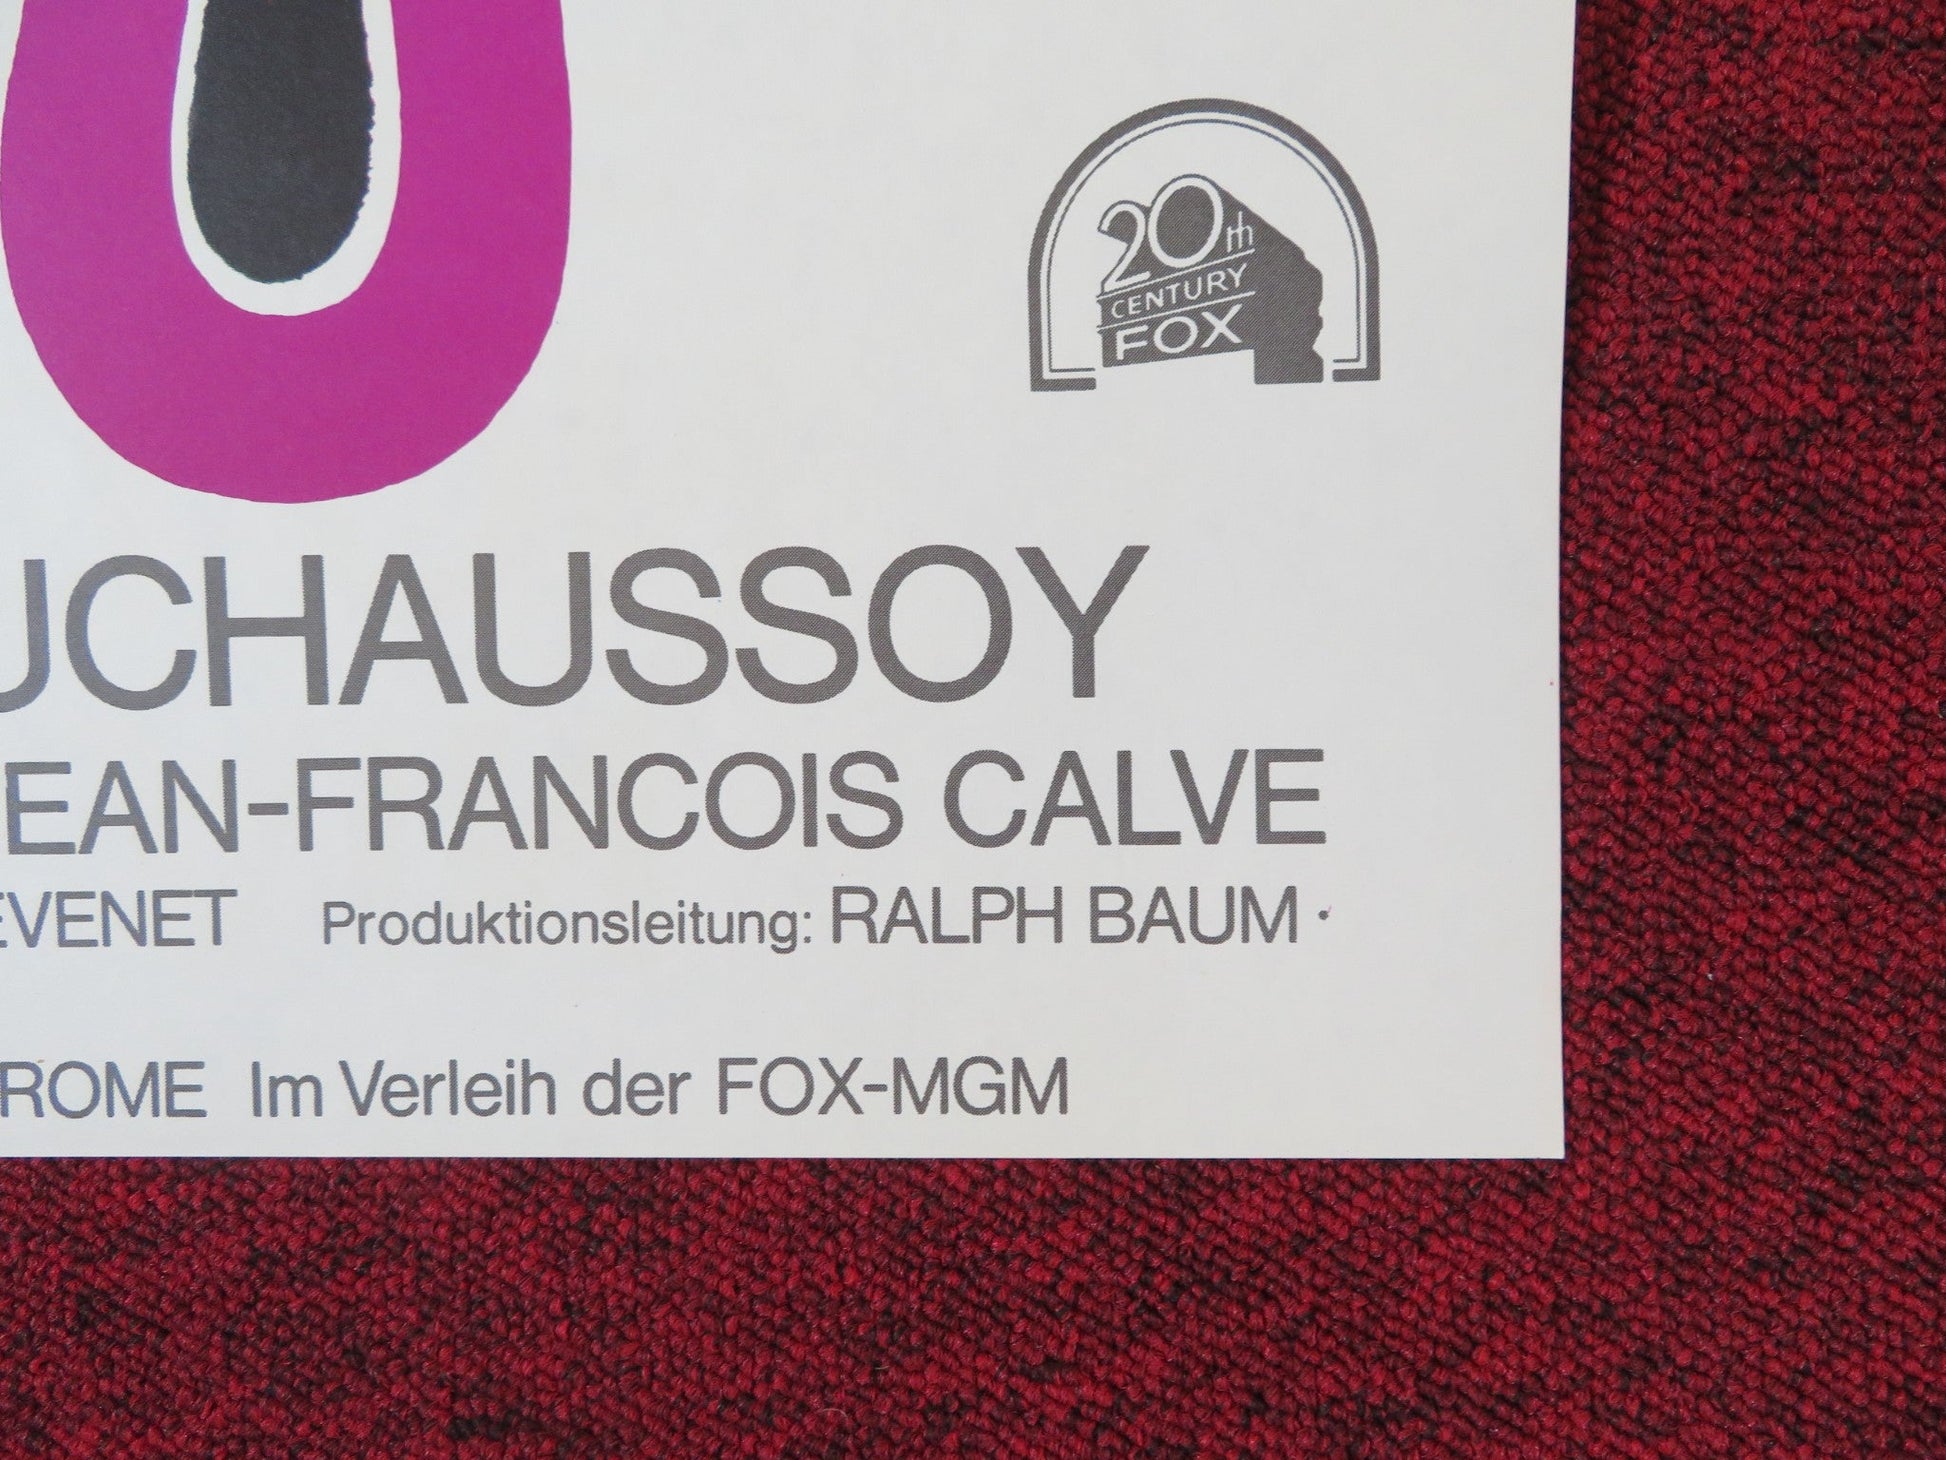 20th
CENTURY
FOX
UCHAUSSOY
EAN-FRANCOIS CALVE
EVENET Produktionsleitung: RALPH BAUM ·
ROME Im Verleih der FOX-MGM